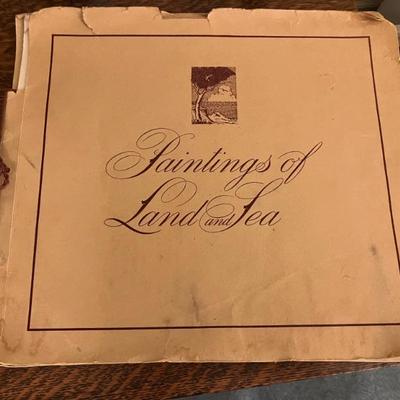 Paintings of
Land and Sea